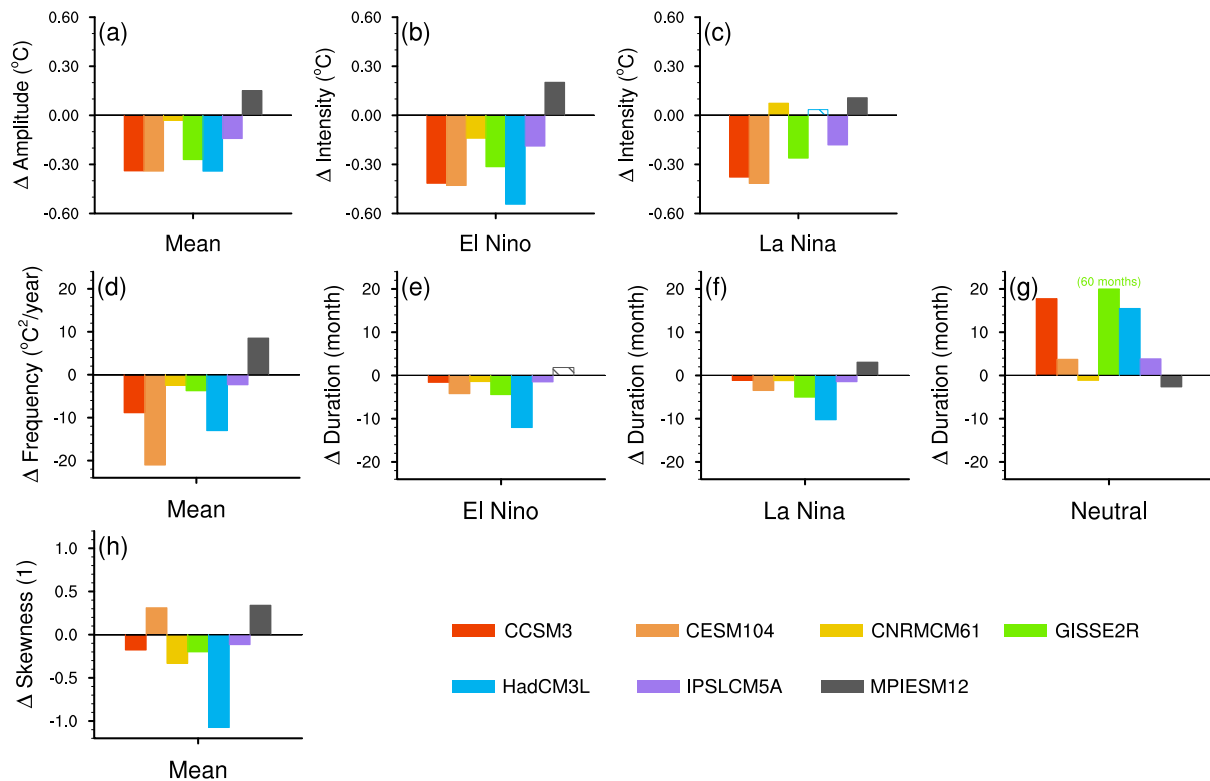 (a)
Δ Amplitude (°C)
0.60
0.30
0.00
-0.30
-0.60
Mean
(b)
Δ Intensity (°C)
0.60
0.30
0.00
-0.30
-0.60
El Nino
(c)
Δ Intensity (°C)
0.60
0.30
0.00
-0.30
-0.60
La Nina
(d)
Δ Frequency (°C²/year)
20
10
0
-10
-20
Mean
(e)
Δ Duration (month)
20
10
0
-10
-20
El Nino
(f)
Δ Duration (month)
20
10
0
-10
-20
La Nina
(g)
Δ Duration (month)
20
10
0
-10
-20
(60 months)
Neutral
(h)
Δ Skewness (1)
1.0
0.5
0.0
-0.5
-1.0
Mean
CCSM3
CESM104
CNRMCM61
GISSE2R
HadCM3L
IPSLCM5A
MPIESM12